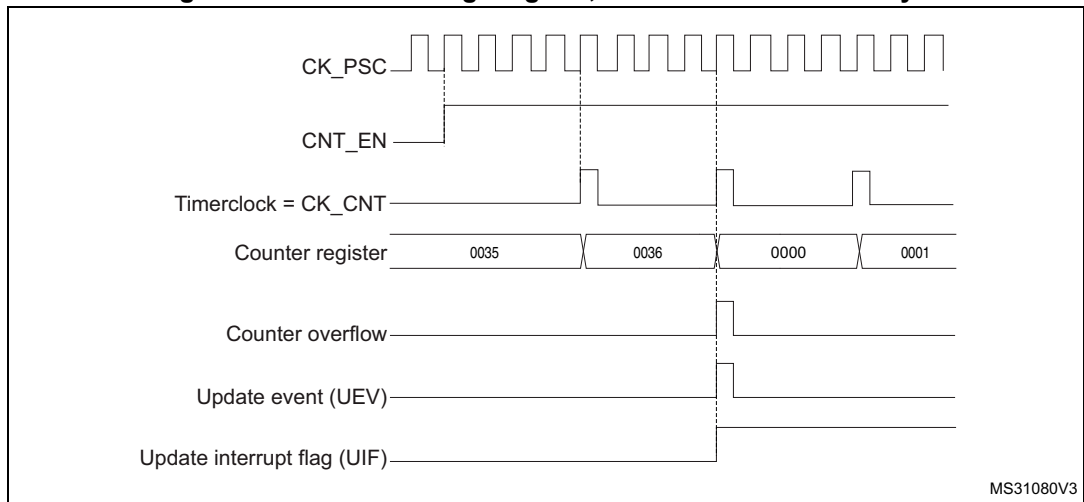 CK_PSC
CNT_EN
Timerclock = CK_CNT
Counter register 0035 0036 0000 0001
Counter overflow
Update event (UEV)
Update interrupt flag (UIF)
MS31080V3